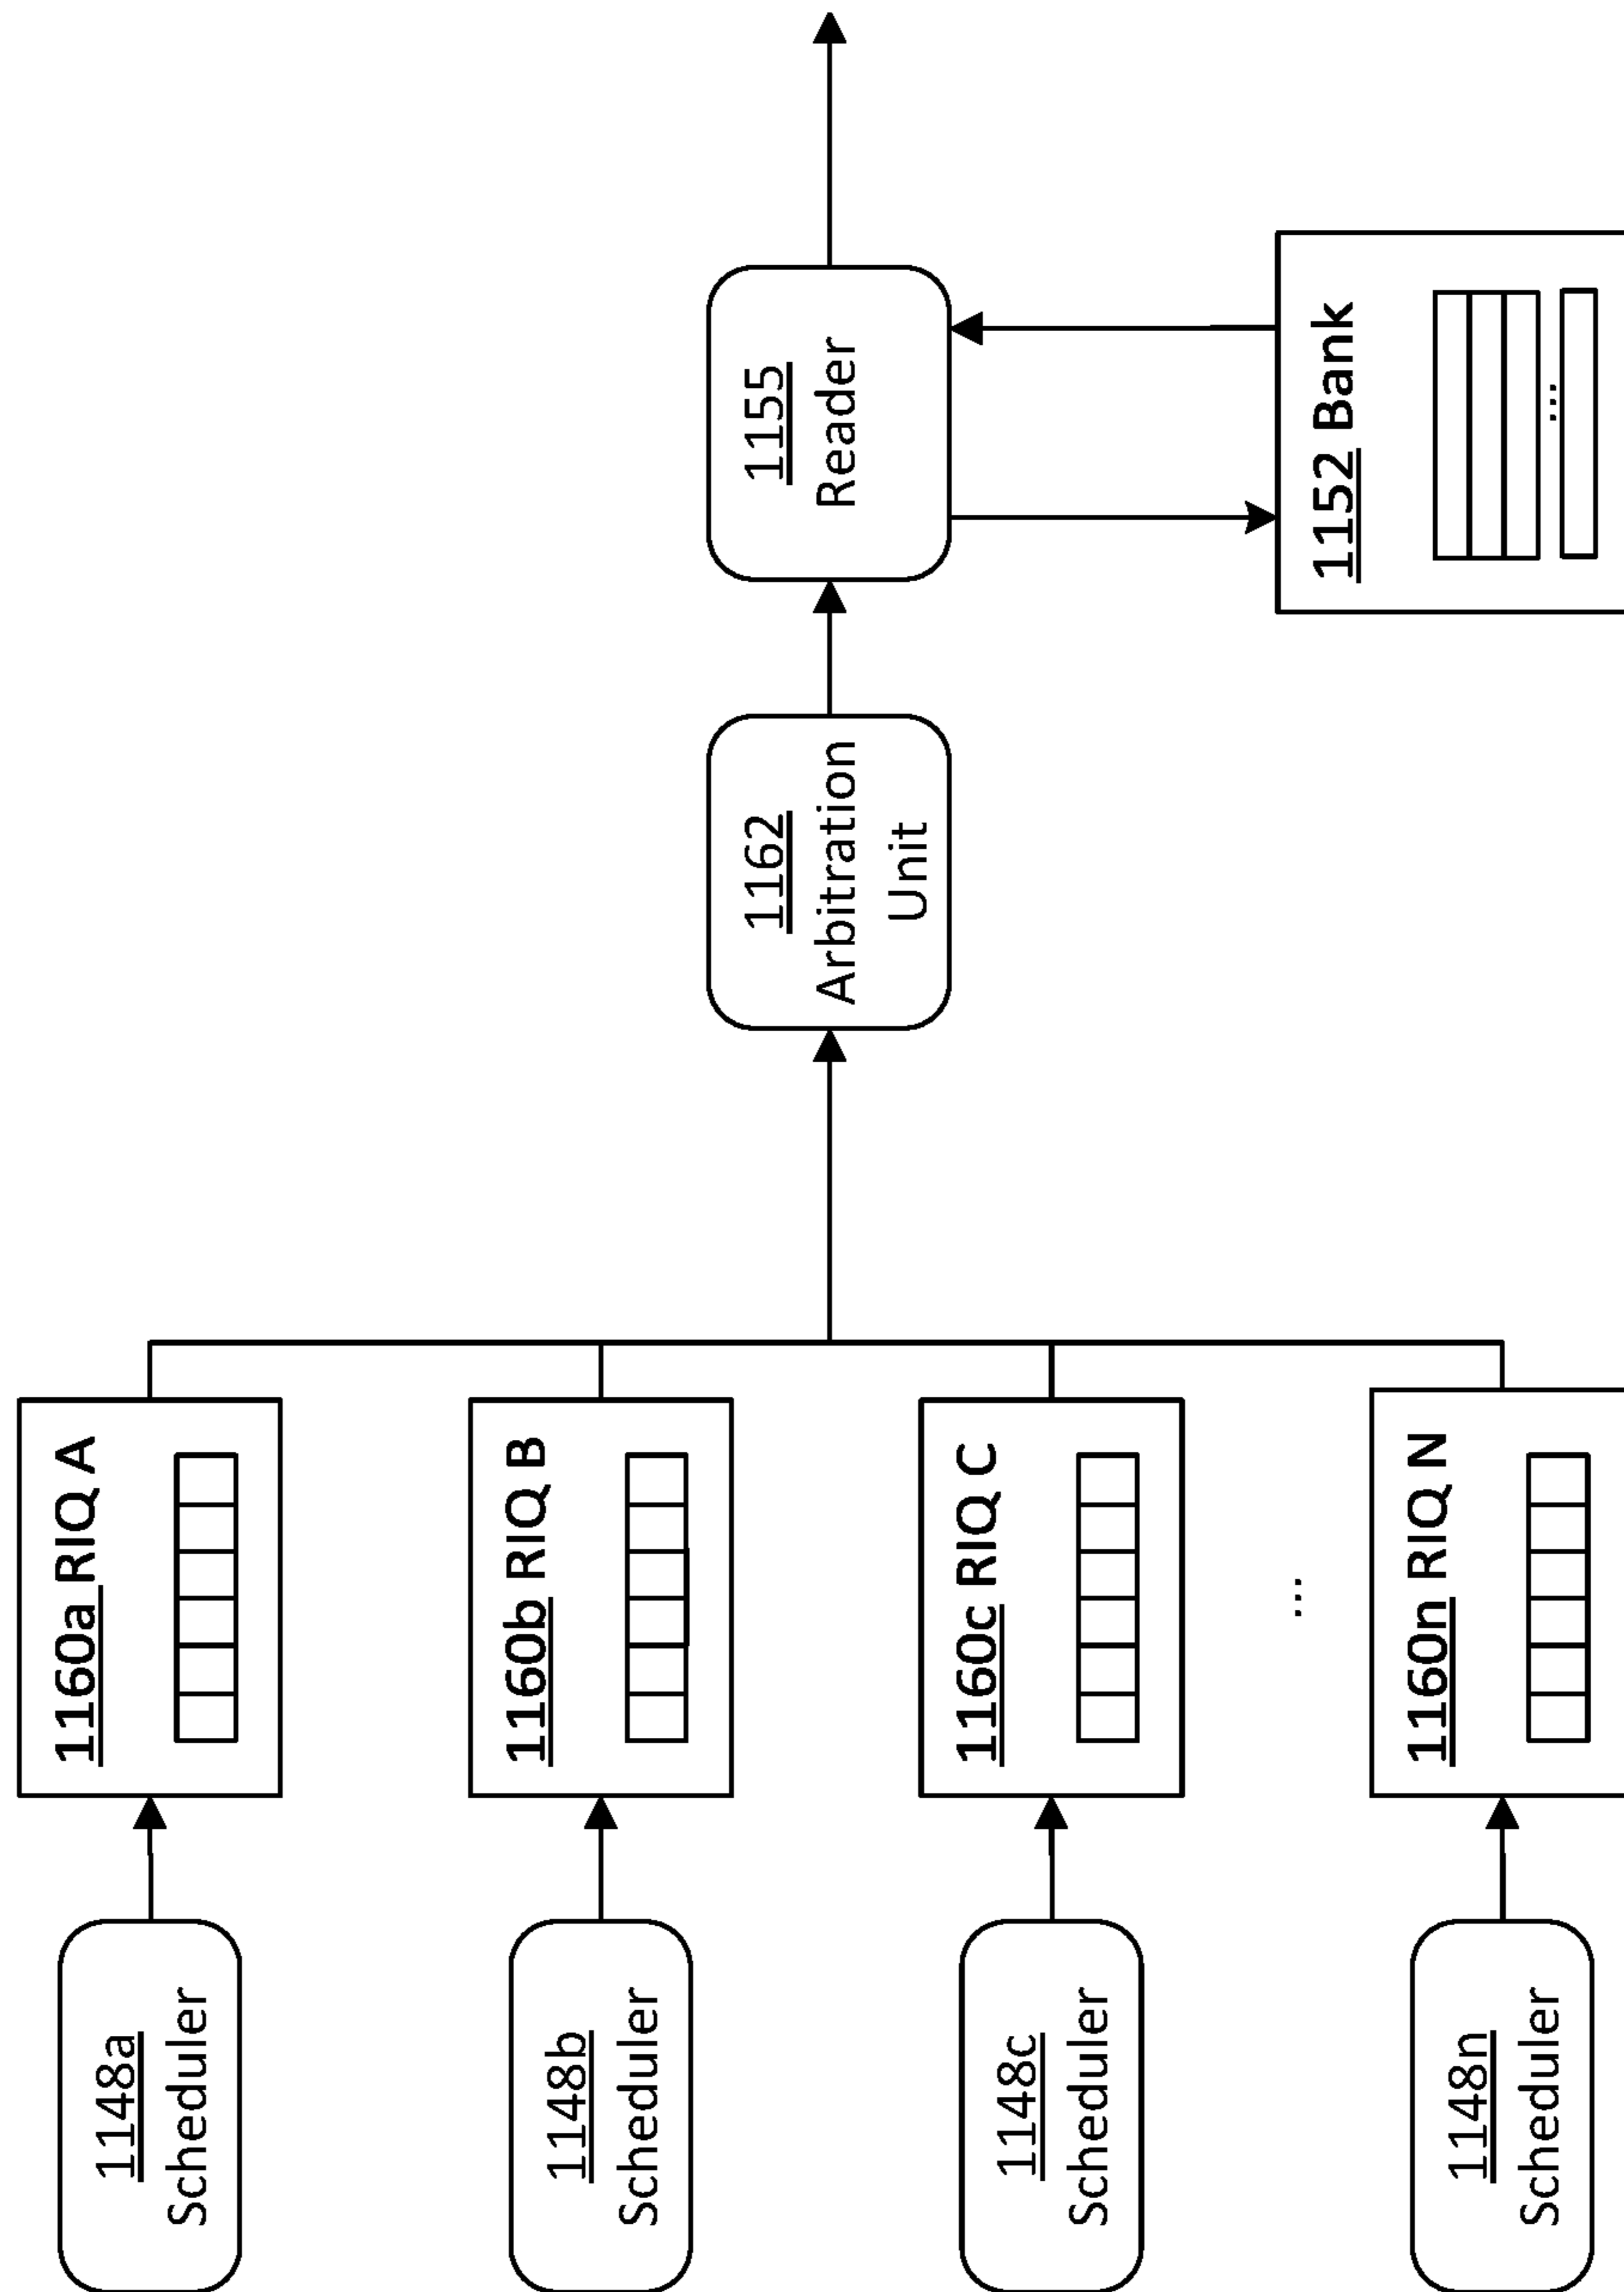 1148a
Scheduler
1160a RIQ A
1148b
Scheduler
1160b RIQ B
1148c
Scheduler
1160c RIQ C
...
1148n
Scheduler
1160n RIQ N
1162
Arbitration
Unit
1155
Reader
1152 Bank
...